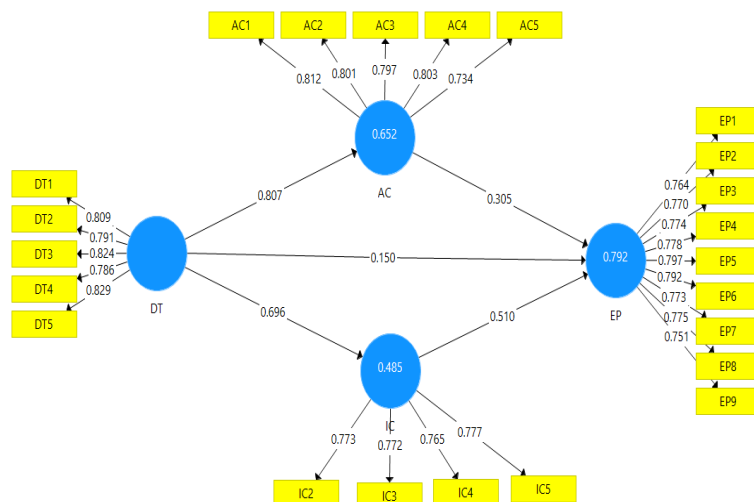 AC1
AC2
AC3
AC4
AC5
0.812
0.801
0.797
0.803
0.734
0.652
AC
DT1
DT2
DT3
DT4
DT5
0.809
0.791
0.824
0.786
0.829
DT
0.807
0.305
0.150
0.696
0.510
EP1
EP2
EP3
EP4
EP5
EP6
EP7
EP8
EP9
0.764
0.770
0.774
0.778
0.797
0.792
0.773
0.775
0.751
0.792
EP
0.485
IC
0.773
0.772
0.765
0.777
IC2
IC3
IC4
IC5